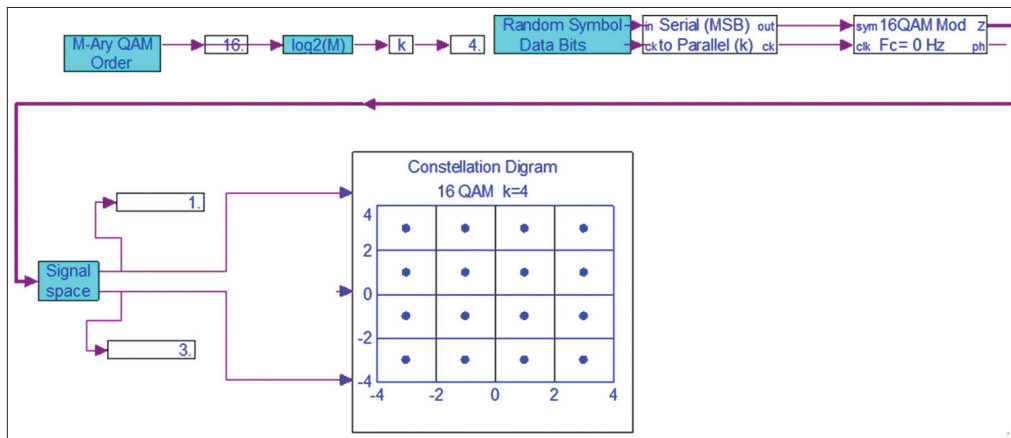 M-Ary QAM
Order
16.
log2(M)
k
4.
Random Symbol
Data Bits
in Serial (MSB) out
ck to Parallel (k) ck
sym 16QAM Mod Z
clk Fc= 0 Hz ph
Constellation Digram
16 QAM k=4
4
2
0
-2
-4
-4 -2 0 2 4
1.
Signal
space
3.